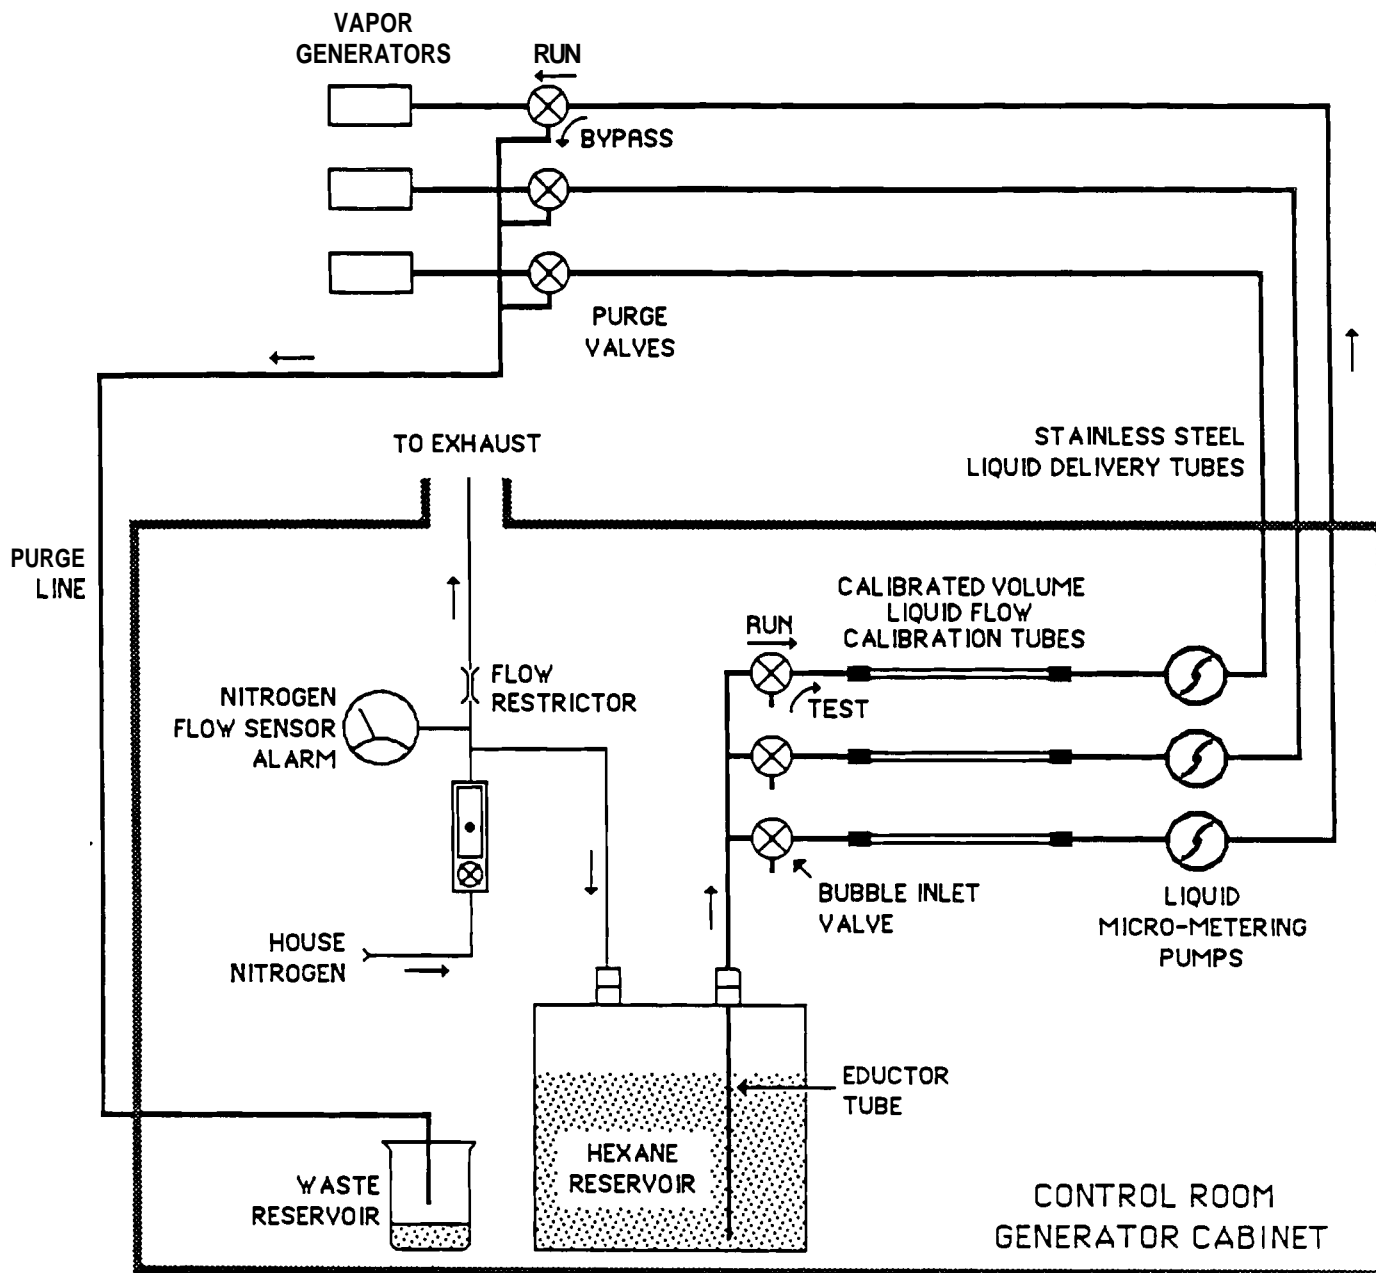 VAPOR
GENERATORS
RUN
BYPASS
PURGE
VALVES
TO EXHAUST
STAINLESS STEEL
LIQUID DELIVERY TUBES
PURGE
LINE
CALIBRATED VOLUME
LIQUID FLOW
CALIBRATION TUBES
RUN
TEST
FLOW
RESTRICTOR
NITROGEN
FLOW SENSOR
ALARM
BUBBLE INLET
VALVE
LIQUID
MICRO-METERING
PUMPS
HOUSE
NITROGEN
EDUCTOR
TUBE
HEXANE
RESERVOIR
WASTE
RESERVOIR
CONTROL ROOM
GENERATOR CABINET